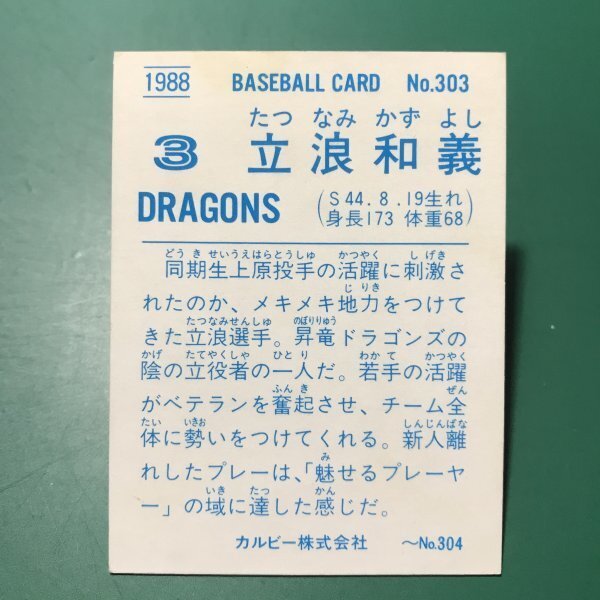 1988 BASEBALL CARD No.303
たつ なみ かず よし
3 立浪和義
DRAGONS (S44.8.19生れ
身長173 体重68)
どうきせいうえはらとうしゅ かつやく しげき
同期生上原投手の活躍に刺激さ
じりき
れたのか、メキメキ地力をつけて
たつなみせんしゅ のぼりりゅう
きた立浪選手。昇竜ドラゴンズの
かげ たてやくしゃ ひとり わかて かつやく
陰の立役者の一人だ。若手の活躍
ふんき ぜん
がベテランを奮起させ、チーム全
たい いきお しんじんばな
体に勢いをつけてくれる。新人離
み
れしたプレーは、「魅せるプレーヤ
いき たっ かん
ー」の域に達した感じだ。
カルビー株式会社 〜No.304